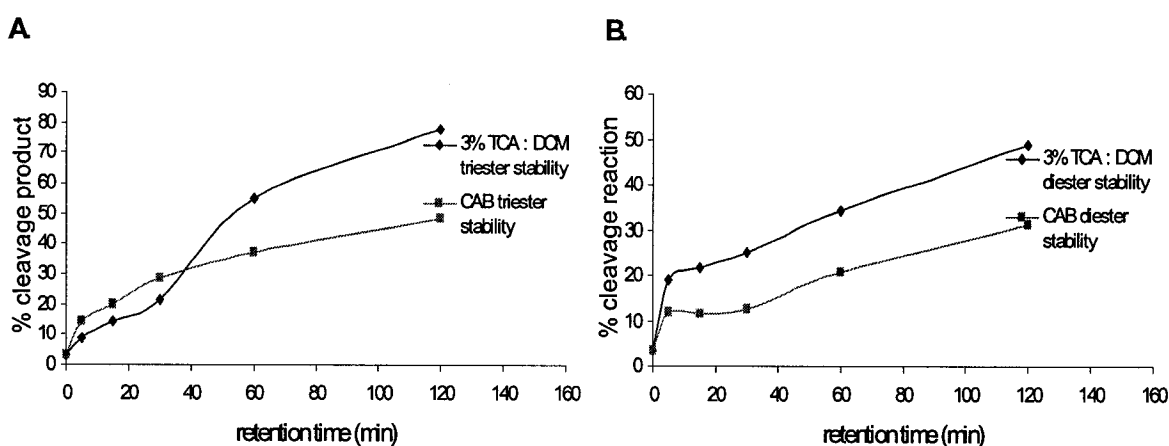 A.
% cleavage product
90
80
70
60
50
40
30
20
10
0
0 20 40 60 80 100 120 140 160
retention time (min)
3% TCA : DCM
triester stability
CAB triester
stability
B.
% cleavage reaction
60
50
40
30
20
10
0
0 20 40 60 80 100 120 140 160
retention time (min)
3% TCA : DCM
diester stability
CAB diester
stability